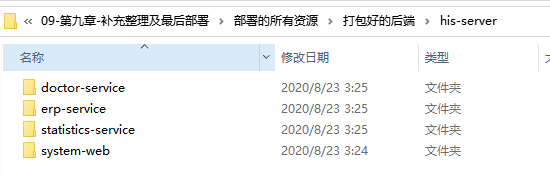 « 09-第九章-补充整理及最后部署 › 部署的所有资源 › 打包好的后端 › his-server
名称 修改日期 类型
doctor-service 2020/8/23 3:25 文件夹
erp-service 2020/8/23 3:25 文件夹
statistics-service 2020/8/23 3:25 文件夹
system-web 2020/8/23 3:24 文件夹